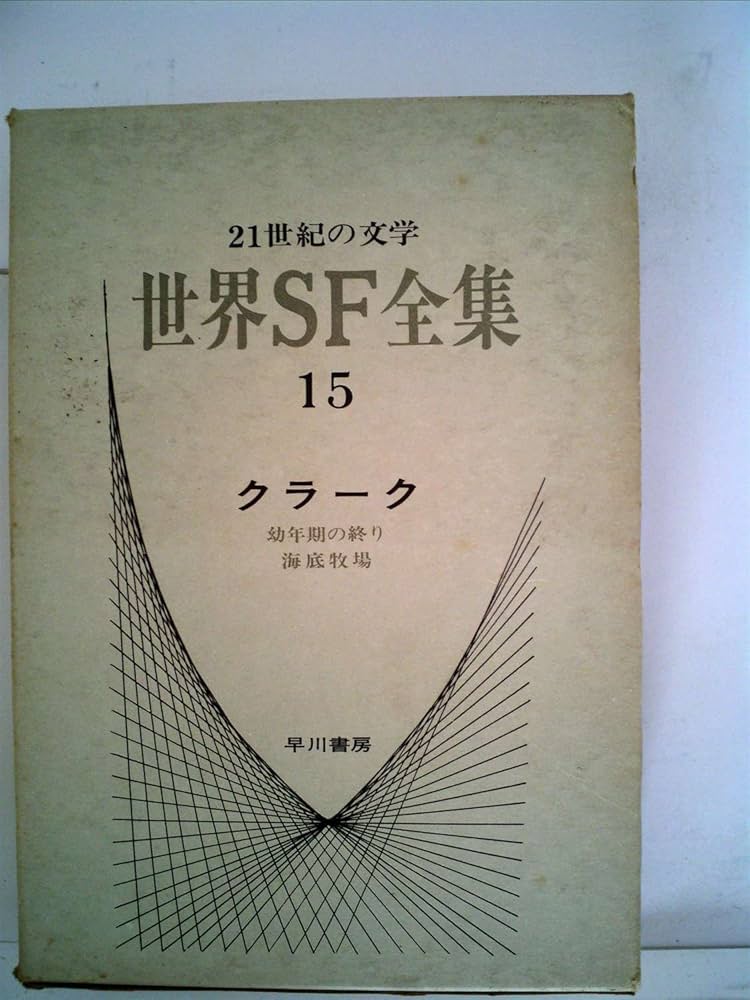 21世紀の文学
世界SF全集
15
クラーク
幼年期の終り
海底牧場
早川書房